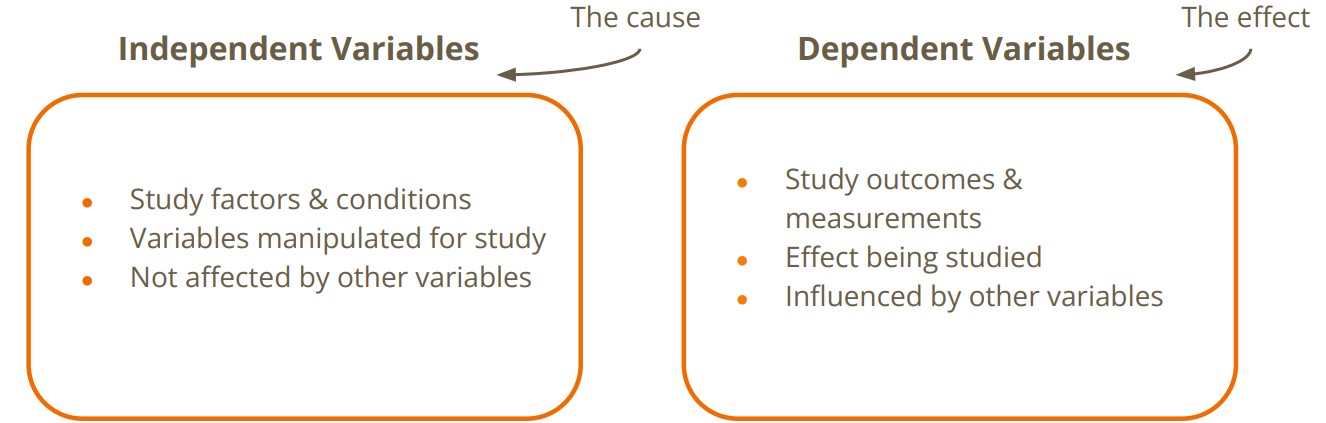 The cause
Independent Variables
• Study factors & conditions
• Variables manipulated for study
• Not affected by other variables
The effect
Dependent Variables
• Study outcomes &
measurements
• Effect being studied
• Influenced by other variables